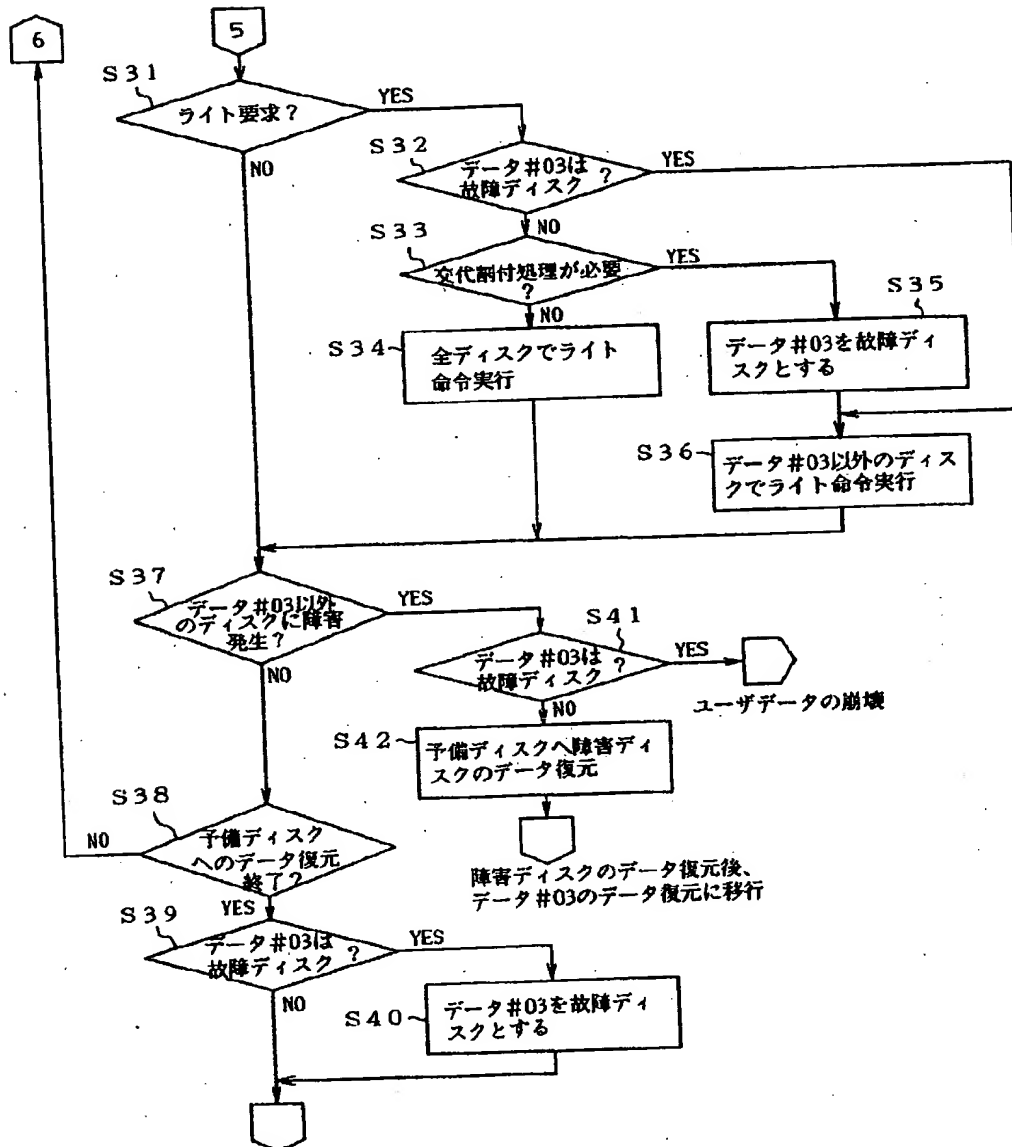 6
5
S31
ライト要求?
YES
NO
S32
データ#03は
故障ディスク
?
YES
NO
S33
交代割付処理が必要
?
YES
NO
S34
全ディスクでライト
命令実行
S35
データ#03を故障ディ
スクとする
S36
データ#03以外のディス
クでライト命令実行
S37
データ#03以外
のディスクに障害
発生?
YES
NO
S41
データ#03は
故障ディスク
?
YES
NO
ユーザデータの崩壊
S42
予備ディスクへ障害ディ
スクのデータ復元
障害ディスクのデータ復元後、
データ#03のデータ復元に移行
S38
予備ディスク
へのデータ復元
終了?
NO
YES
S39
データ#03は
故障ディスク
?
YES
NO
S40
データ#03を故障ディ
スクとする